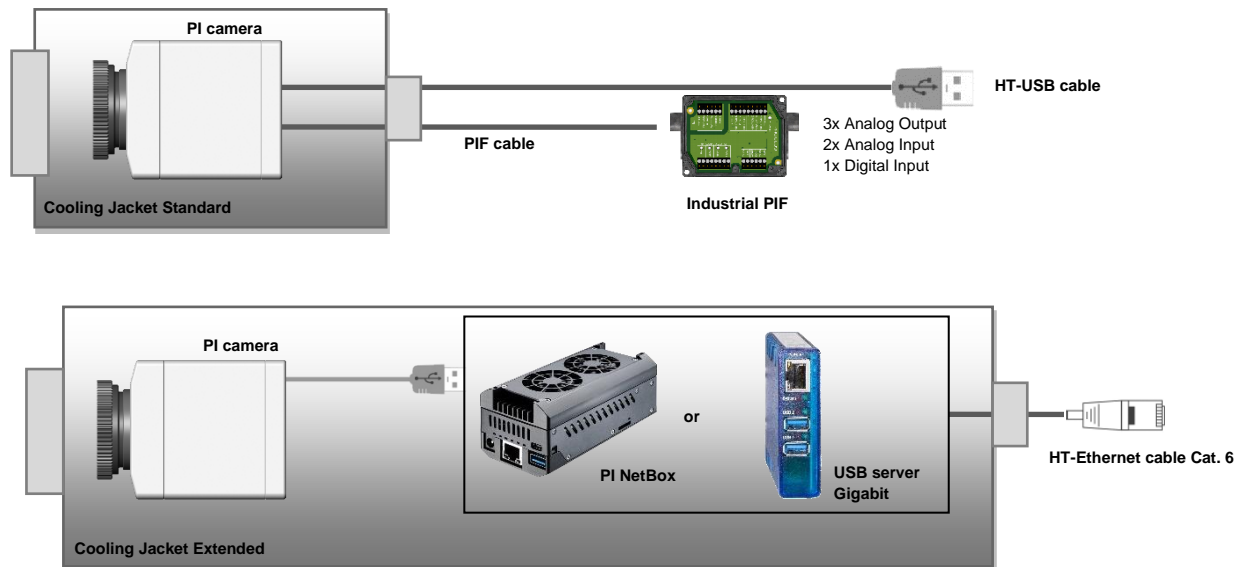 PI camera
HT-USB cable
3x Analog Output
2x Analog Input
1x Digital Input
PIF cable
Industrial PIF
Cooling Jacket Standard
PI camera
or
PI NetBox
USB server
Gigabit
HT-Ethernet cable Cat. 6
Cooling Jacket Extended